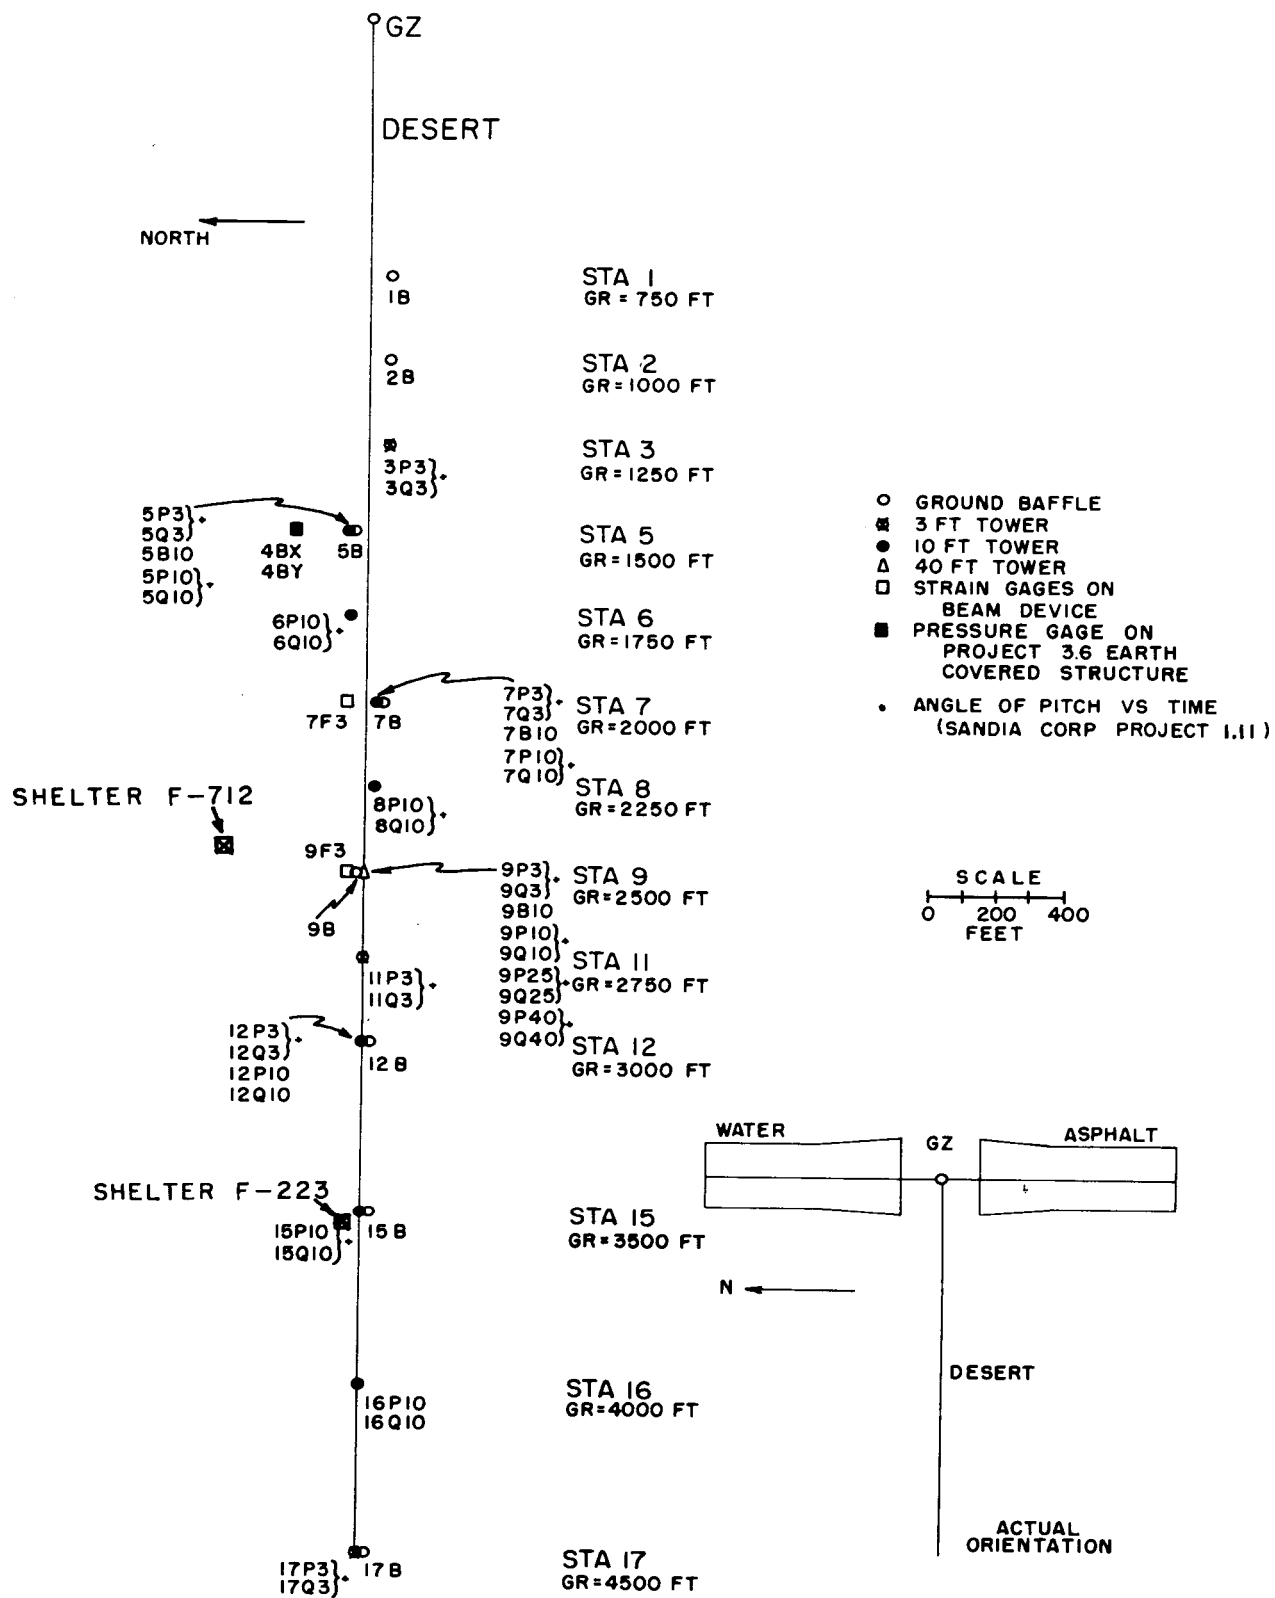 GZ
DESERT
NORTH
STA 1
GR = 750 FT
1B
STA 2
GR=1000 FT
2B
STA 3
GR=1250 FT
3P3
3Q3
5P3
5Q3
5B10
5P10
5Q10
4BX
4BY
5B
STA 5
GR=1500 FT
6P10
6Q10
STA 6
GR=1750 FT
7F3
7B
7P3
7Q3
7B10
7P10
7Q10
STA 7
GR=2000 FT
SHELTER F-712
8P10
8Q10
STA 8
GR=2250 FT
9F3
9B
9P3
9Q3
9B10
9P10
9Q10
9P25
9Q25
9P40
9Q40
STA 9
GR=2500 FT
11P3
11Q3
STA 11
GR=2750 FT
12P3
12Q3
12P10
12Q10
12B
STA 12
GR=3000 FT
SHELTER F-223
15P10
15Q10
15B
STA 15
GR=3500 FT
16P10
16Q10
STA 16
GR=4000 FT
17P3
17Q3
17B
STA 17
GR=4500 FT
GROUND BAFFLE
3 FT TOWER
10 FT TOWER
40 FT TOWER
STRAIN GAGES ON
BEAM DEVICE
PRESSURE GAGE ON
PROJECT 3.6 EARTH
COVERED STRUCTURE
ANGLE OF PITCH VS TIME
(SANDIA CORP PROJECT 1.11)
SCALE
0 200 400
FEET
WATER
GZ
ASPHALT
N
DESERT
ACTUAL
ORIENTATION